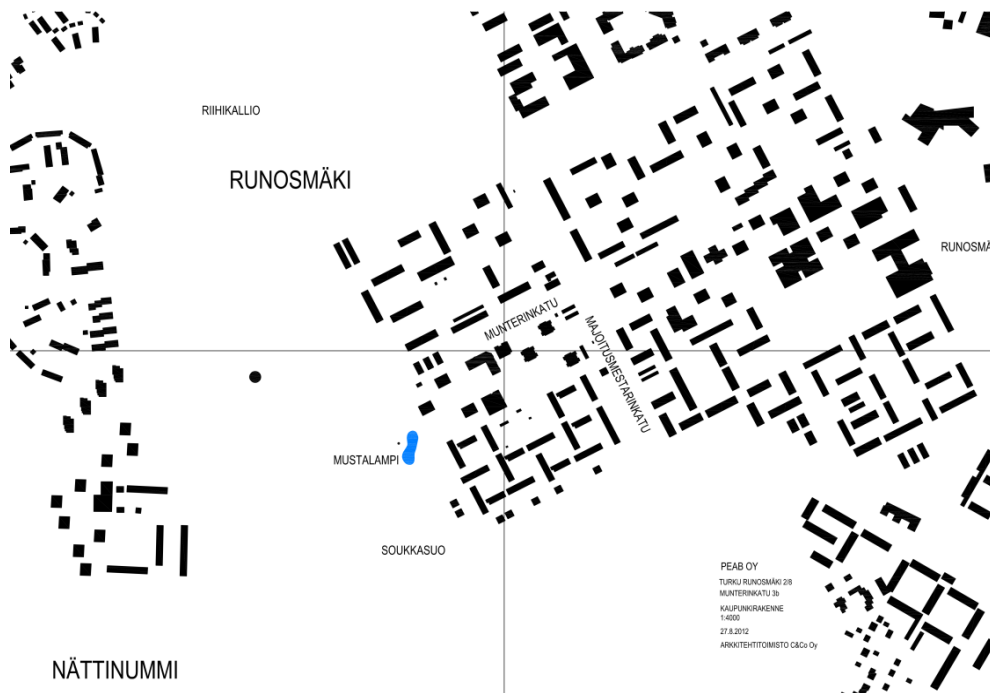 RIIHIKALLIO
RUNOSMÄKI
RUNOSMÄ
MUNTERINKATU
MAJOITUSMESTARINKATU
MUSTALAMPI
SOUKKASUO
PEAB OY
TURKU RUNOSMÄKI 2/8
MUNTERINKATU 3b
KAUPUNKIRAKENNE
1:4000
27.8.2012
ARKKITEHTITOIMISTO C&Co Oy
NÄTTINUMMI